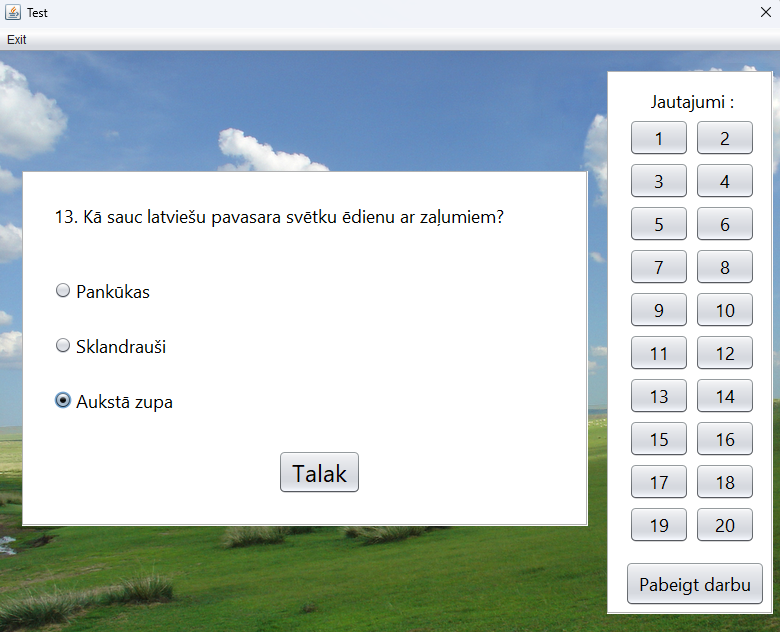 Test
Exit
13. Kā sauc latviešu pavasara svētku ēdienu ar zaļumiem?
Pankūkas
Sklandrauši
Aukstā zupa
Talak
Jautajumi :
1 2
3 4
5 6
7 8
9 10
11 12
13 14
15 16
17 18
19 20
Pabeigt darbu